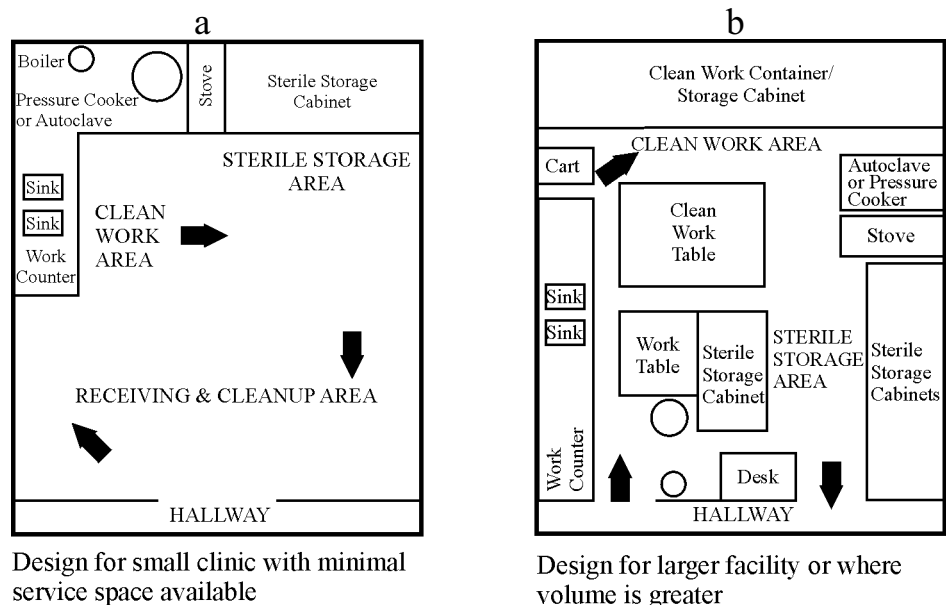 a
Boiler
Pressure Cooker
or Autoclave
Stove
Sterile Storage
Cabinet
STERILE STORAGE
AREA
Sink
Sink
Work
Counter
CLEAN
WORK
AREA
RECEIVING & CLEANUP AREA
HALLWAY
Design for small clinic with minimal
service space available
b
Clean Work Container/
Storage Cabinet
CLEAN WORK AREA
Cart
Autoclave
or Pressure
Cooker
Clean
Work
Table
Stove
Sink
Sink
Work
Table
Sterile
Storage
Cabinet
STERILE
STORAGE
AREA
Sterile
Storage
Cabinets
Work
Counter
Desk
HALLWAY
Design for larger facility or where
volume is greater